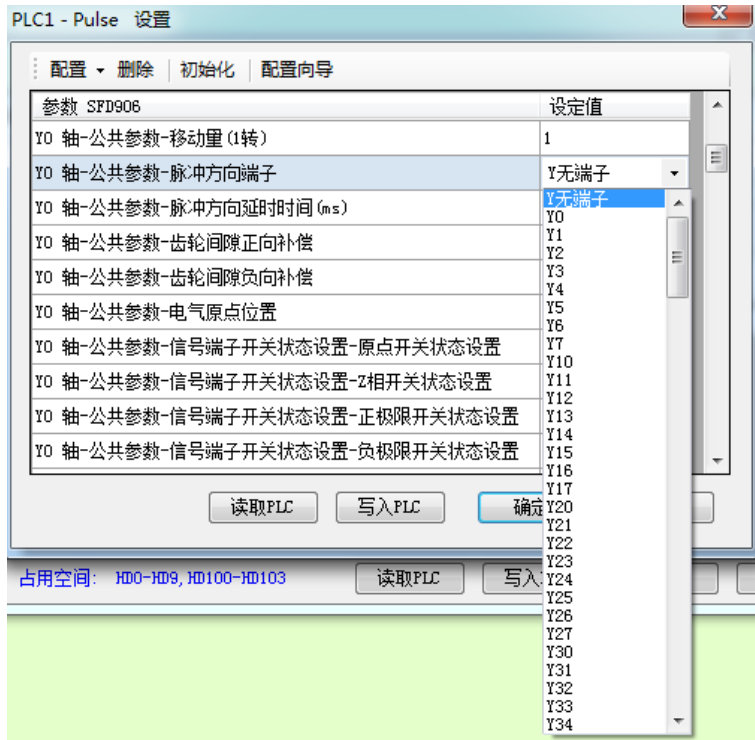 PLC1 - Pulse 设置
配置 删除 初始化 配置向导
参数 SFD906 设定值
Y0 轴-公共参数-移动量(1转) 1
Y0 轴-公共参数-脉冲方向端子 Y无端子
Y0 轴-公共参数-脉冲方向延时时间(ms)
Y0 轴-公共参数-齿轮间隙正向补偿
Y0 轴-公共参数-齿轮间隙负向补偿
Y0 轴-公共参数-电气原点位置
Y0 轴-公共参数-信号端子开关状态设置-原点开关状态设置
Y0 轴-公共参数-信号端子开关状态设置-Z相开关状态设置
Y0 轴-公共参数-信号端子开关状态设置-正极限开关状态设置
Y0 轴-公共参数-信号端子开关状态设置-负极限开关状态设置
Y无端子
Y0
Y1
Y2
Y3
Y4
Y5
Y6
Y7
Y10
Y11
Y12
Y13
Y14
Y15
Y16
Y17
Y20
Y21
Y22
Y23
Y24
Y25
Y26
Y27
Y30
Y31
Y32
Y33
Y34
读取PLC 写入PLC 确定
占用空间: HD0-HD9,HD100-HD103 读取PLC 写入